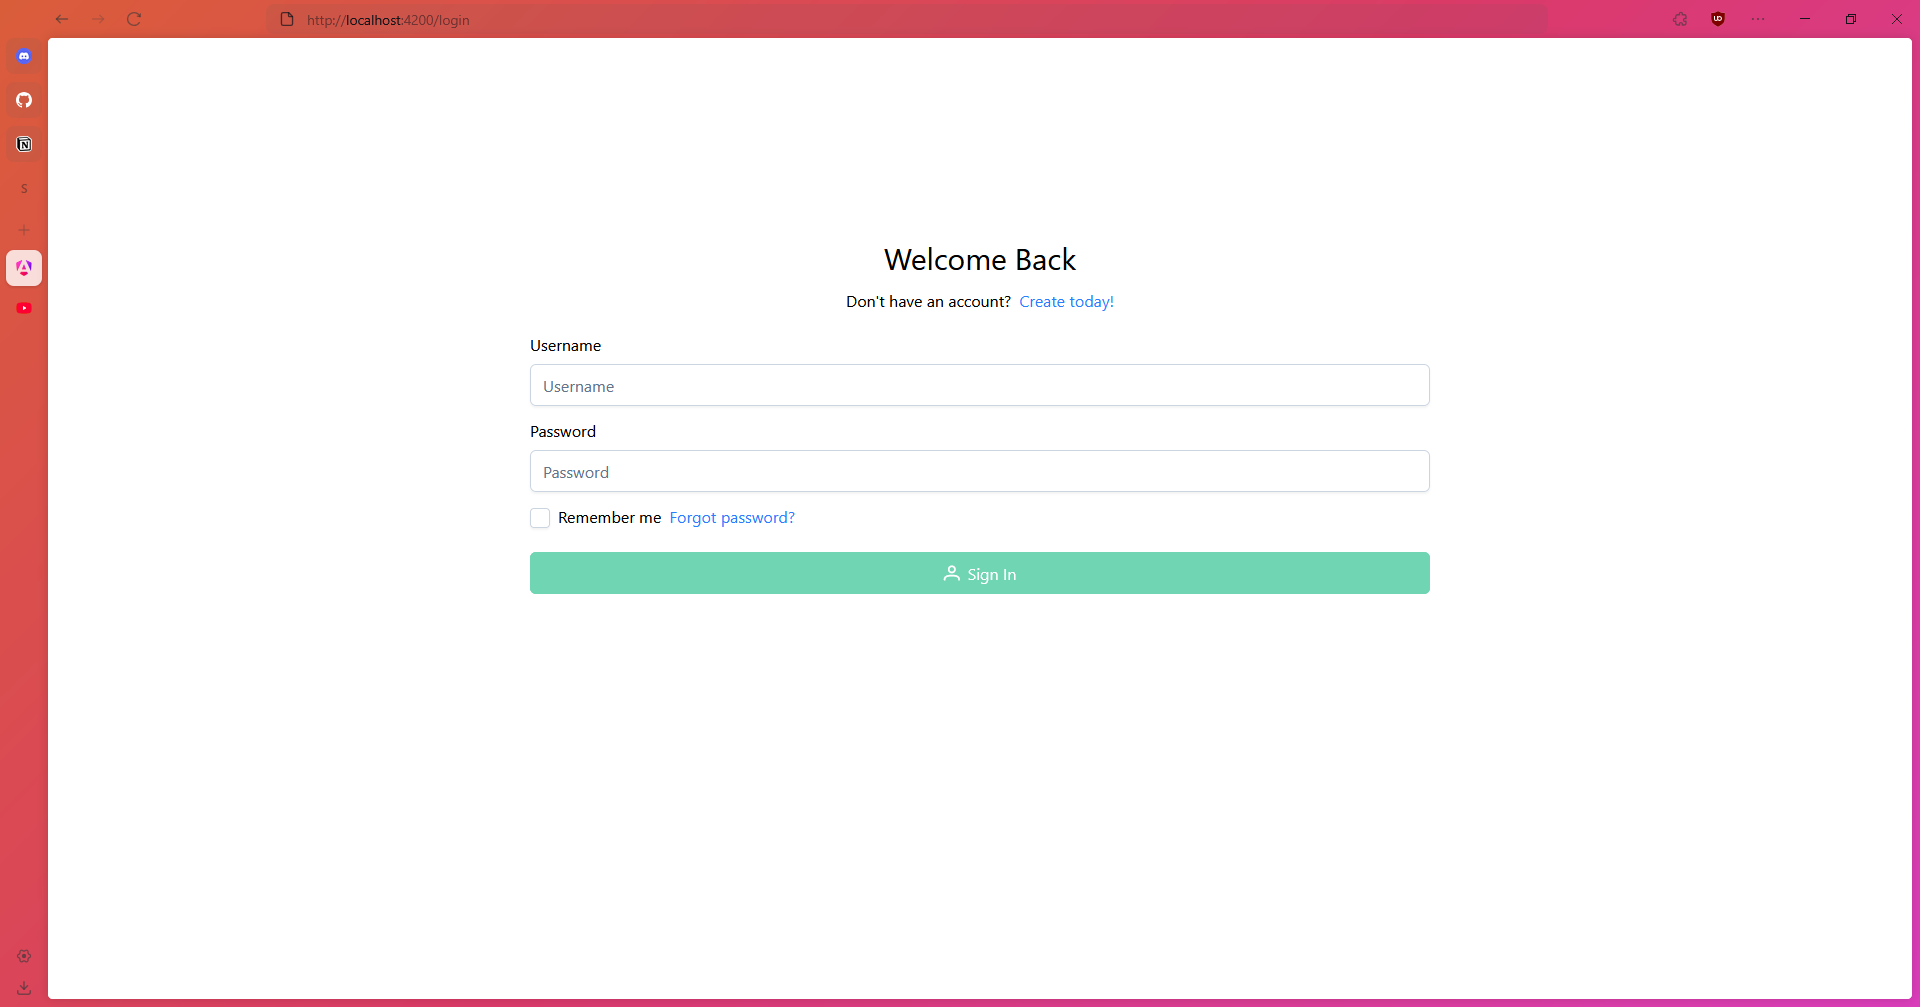 http://localhost:4200/login
S
Welcome Back
Don't have an account? Create today!
Username
Username
Password
Password
Remember me Forgot password?
Sign In